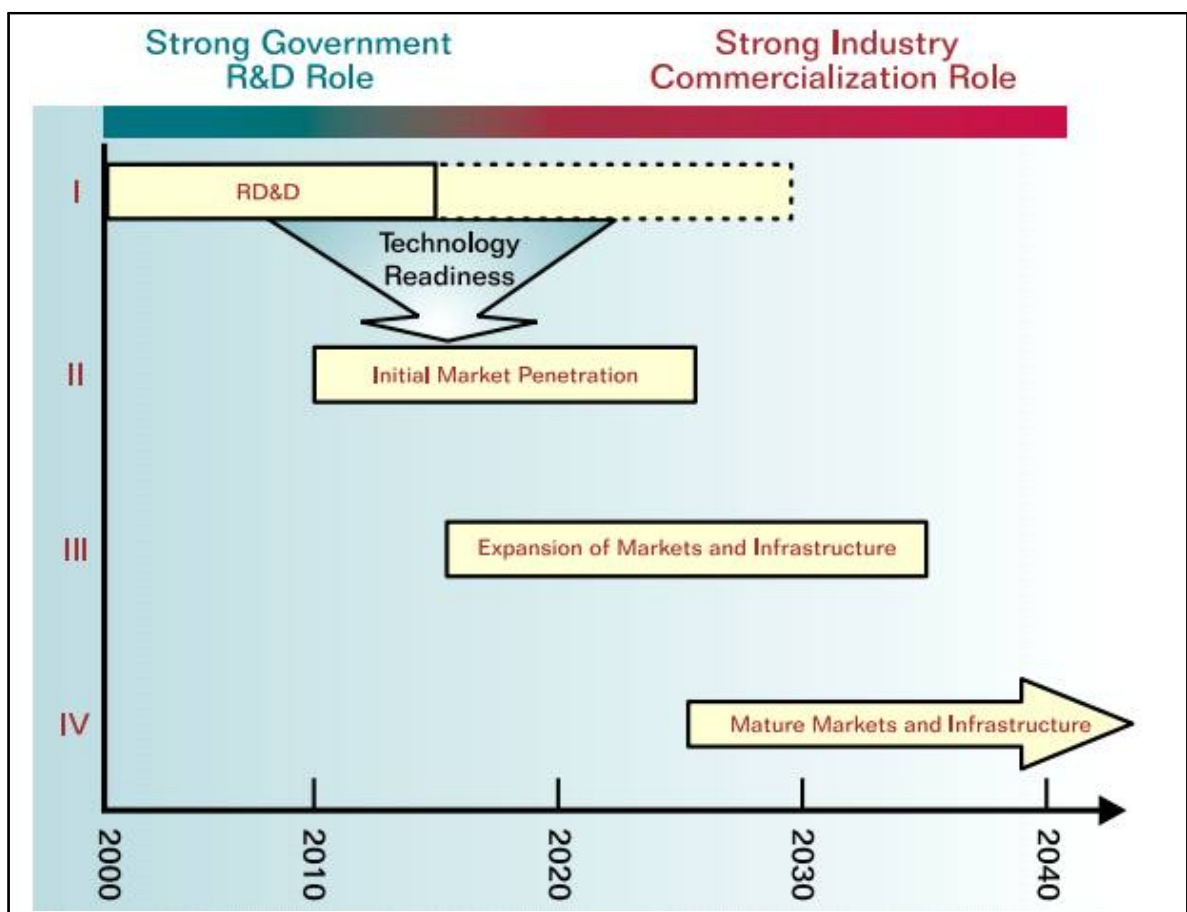 Strong Government
R&D Role
Strong Industry
Commercialization Role
I
RD&D
Technology
Readiness
II
Initial Market Penetration
III
Expansion of Markets and Infrastructure
IV
Mature Markets and Infrastructure
2000
2010
2020
2030
2040